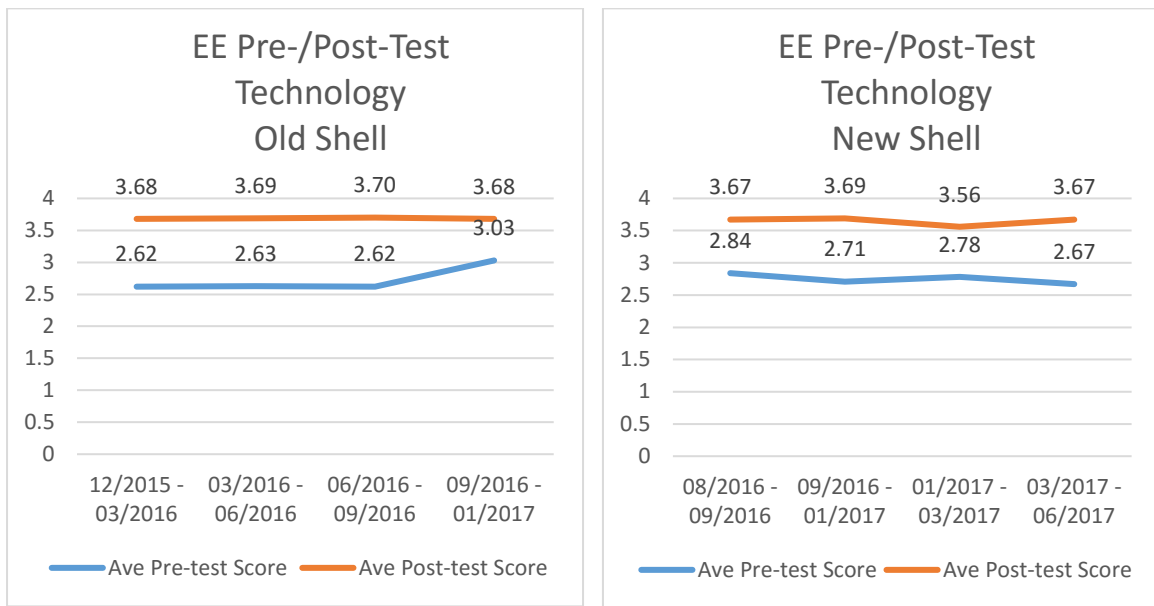 EE Pre-/Post-Test
Technology
Old Shell
3.68 3.69 3.70 3.68
4
3.5
3.03
2.62 2.63 2.62
3
2.5
2
1.5
1
0.5
0
12/2015 - 03/2016 - 06/2016 - 09/2016 -
03/2016 06/2016 09/2016 01/2017
Ave Pre-test Score Ave Post-test Score
EE Pre-/Post-Test
Technology
New Shell
3.67 3.69 3.56 3.67
4
3.5
2.84 2.71 2.78 2.67
3
2.5
2
1.5
1
0.5
0
08/2016 - 09/2016 - 01/2017 - 03/2017 -
09/2016 01/2017 03/2017 06/2017
Ave Pre-test Score Ave Post-test Score